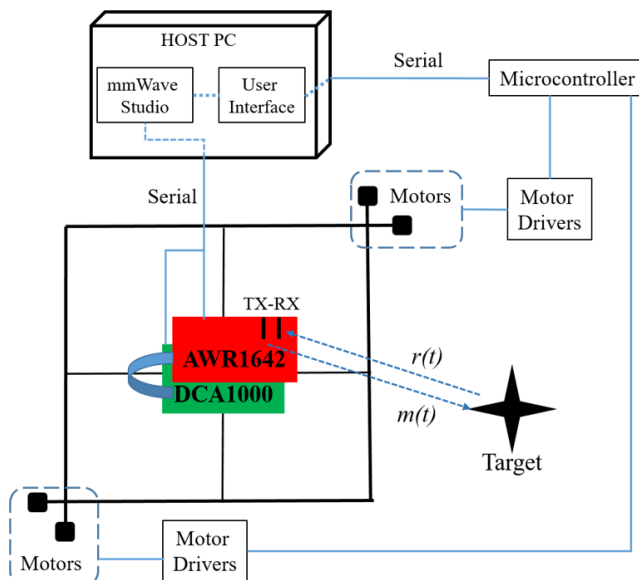 HOST PC
mmWave
Studio
User
Interface
Serial
Microcontroller
Serial
Motors
Motor
Drivers
TX-RX
AWR1642
DCA1000
r(t)
m(t)
Target
Motors
Motor
Drivers